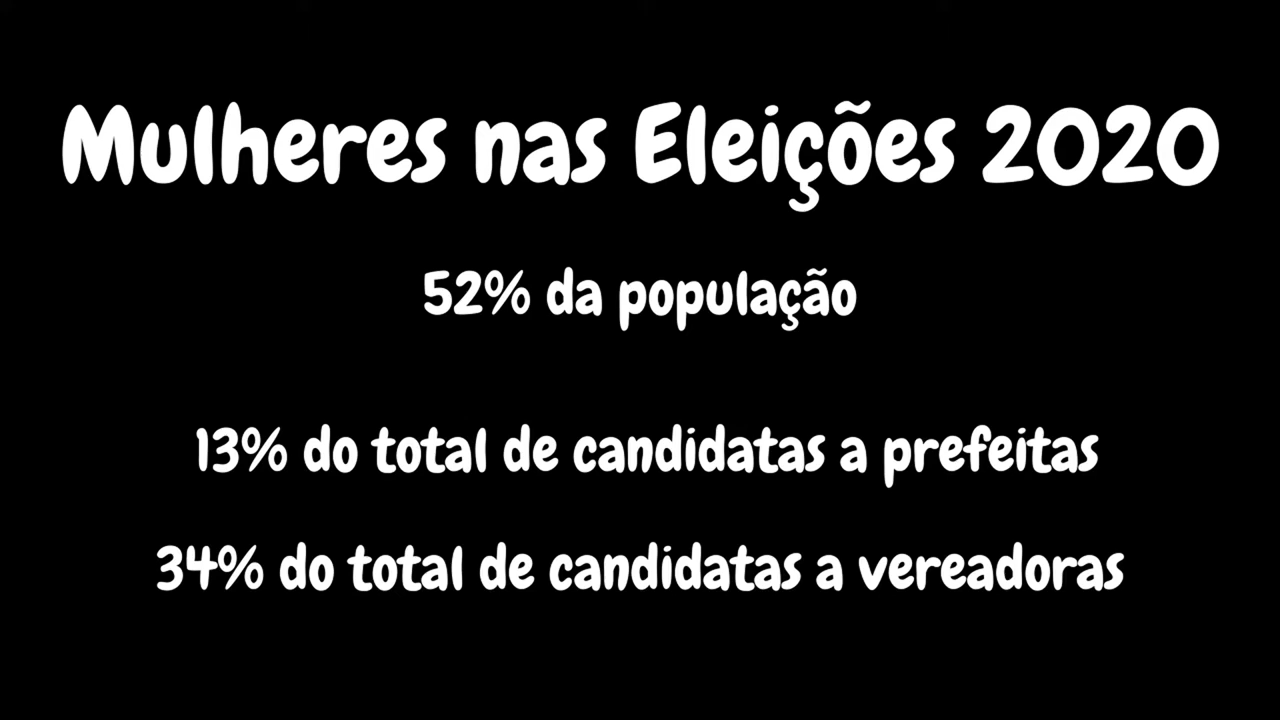 Mulheres nas Eleições 2020
52% da população
13% do total de candidatas a prefeitas
34% do total de candidatas a vereadoras